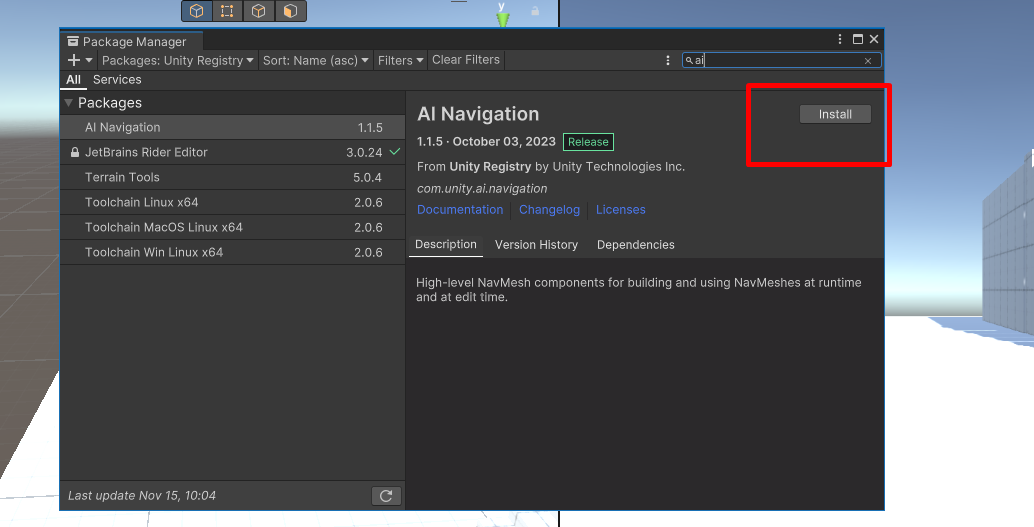 y
Package Manager
Packages: Unity Registry Sort: Name (asc) Filters Clear Filters ai
All Services
Packages
AI Navigation 1.1.5
JetBrains Rider Editor 3.0.24
Terrain Tools 5.0.4
Toolchain Linux x64 2.0.6
Toolchain MacOS Linux x64 2.0.6
Toolchain Win Linux x64 2.0.6
Last update Nov 15, 10:04
AI Navigation
Install
1.1.5 · October 03, 2023 Release
From Unity Registry by Unity Technologies Inc.
com.unity.ai.navigation
Documentation Changelog Licenses
Description Version History Dependencies
High-level NavMesh components for building and using NavMeshes at runtime
and at edit time.